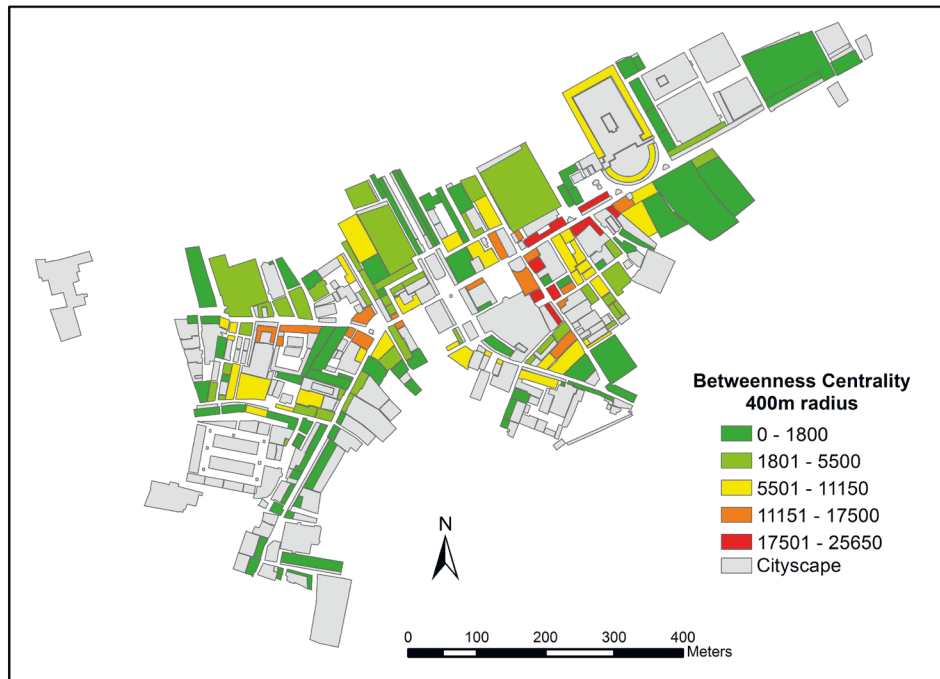 Betweenness Centrality
400m radius
0 - 1800
1801 - 5500
5501 - 11150
11151 - 17500
17501 - 25650
Cityscape
N
0 100 200 300 400
Meters